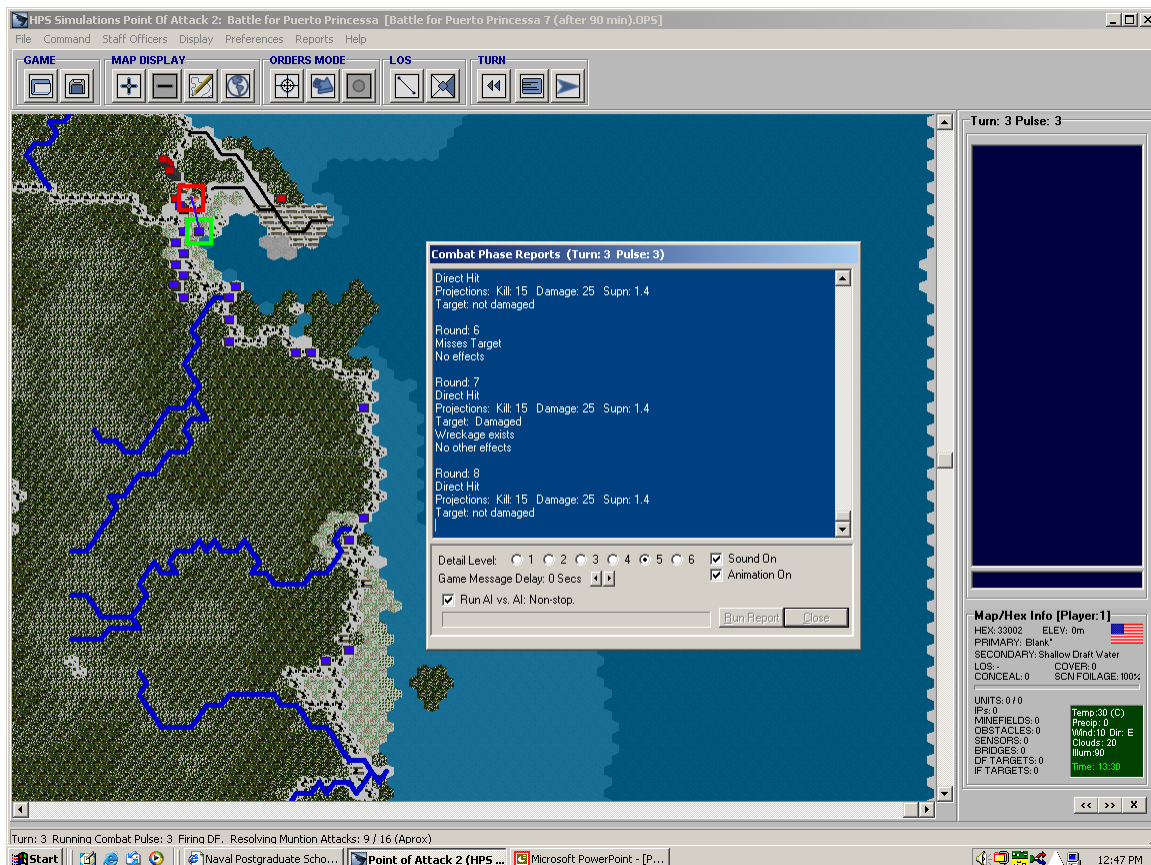 HPS Simulations Point Of Attack 2: Battle for Puerto Princessa [Battle for Puerto Princessa 7 (after 90 min).OPS]
File Command Staff Officers Display Preferences Reports Help
GAME MAP DISPLAY ORDERS MODE LOS TURN
Turn: 3 Pulse: 3
Combat Phase Reports (Turn: 3 Pulse: 3)
Direct Hit
Projections: Kill: 15 Damage: 25 Supn: 1.4
Target: not damaged
Round: 6
Misses Target
No effects
Round: 7
Direct Hit
Projections: Kill: 15 Damage: 25 Supn: 1.4
Target: Damaged
Wreckage exists
No other effects
Round: 8
Direct Hit
Projections: Kill: 15 Damage: 25 Supn: 1.4
Target: not damaged
Detail Level: 1 2 3 4 5 6 Sound On
Game Message Delay: 0 Secs Animation On
Run AI vs. AI: Non-stop.
Run Report Close
Map/Hex Info [Player:1]
HEX: 33002 ELEV: 0m
PRIMARY: Blank"
SECONDARY: Shallow Draft Water
LOS: - COVER: 0
CONCEAL: 0 SCN FOILAGE: 100%
UNITS: 0 / 0
IPs: 0
MINEFIELDS: 0
OBSTACLES: 0
SENSORS: 0
BRIDGES: 0
DF TARGETS: 0
IF TARGETS: 0
Temp:30 (C)
Precip: 0
Wind:10 Dir: E
Clouds: 20
Illum:90
Time: 13:30
<< >> X
Turn: 3 Running Combat Pulse: 3 Firing DF. Resolving Muntion Attacks: 9 / 16 (Aprox)
Start Naval Postgraduate Scho... Point of Attack 2 (HPS ... Microsoft PowerPoint - [P... 12:47 PM